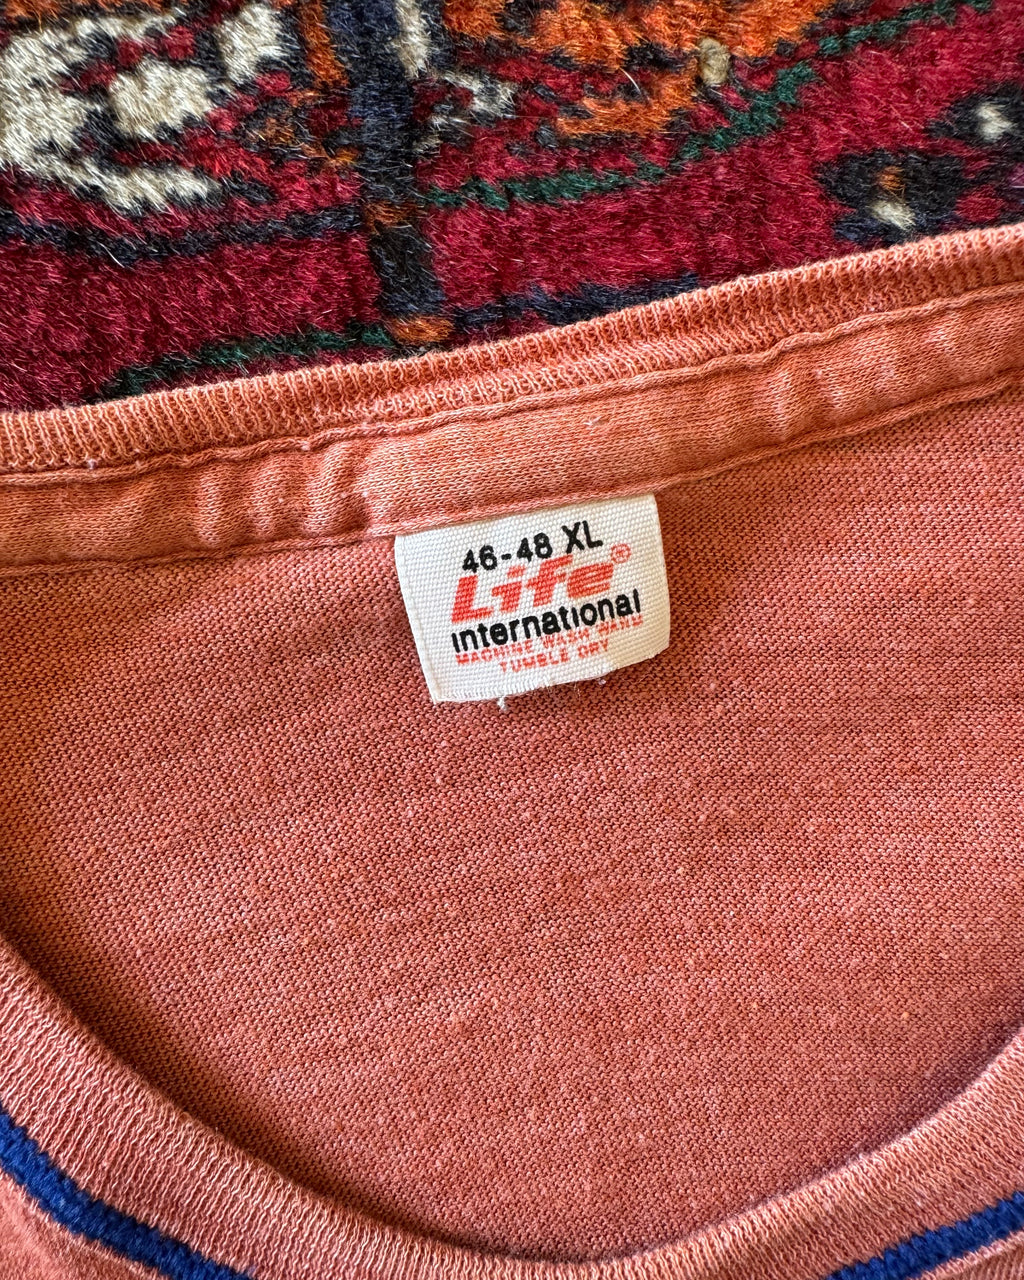 46-48 XL
Life®
international
MACHINE WASH WARM
TUMBLE DRY